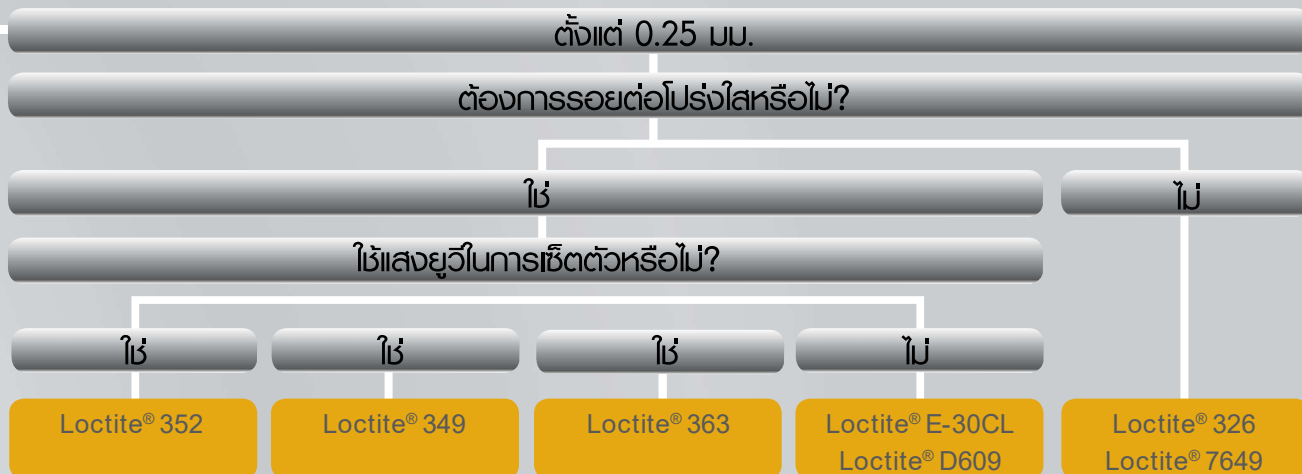 ตั้งแต่ 0.25 มม.
ต้องการรอยต่อโปร่งใสหรือไม่?
ใช่ ไม่
ใช้แสงยูวีในการเซ็ตตัวหรือไม่?
ใช่ ใช่ ใช่ ไม่
Loctite® 352 Loctite® 349 Loctite® 363 Loctite® E-30CL Loctite® 326
Loctite® D609 Loctite® 7649